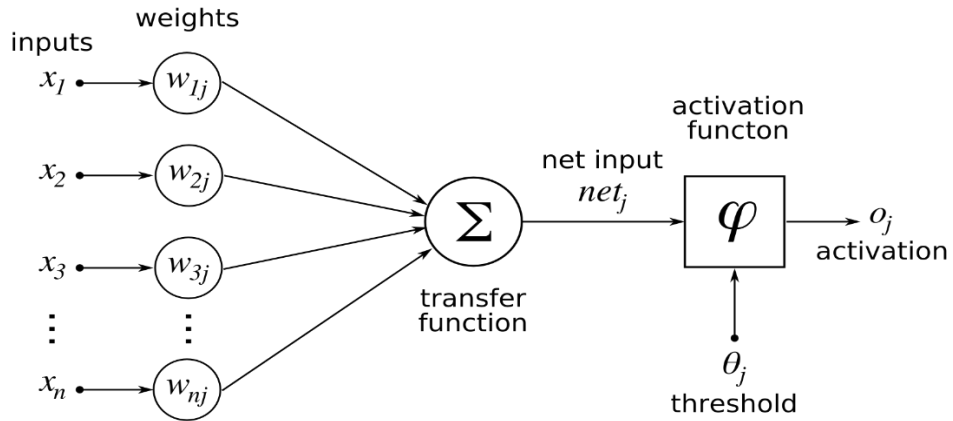 weights
inputs
x1
w1j
x2
w2j
x3
w3j
xn
wnj
Σ
transfer
function
net input
netj
activation
functon
φ
oj
activation
θj
threshold